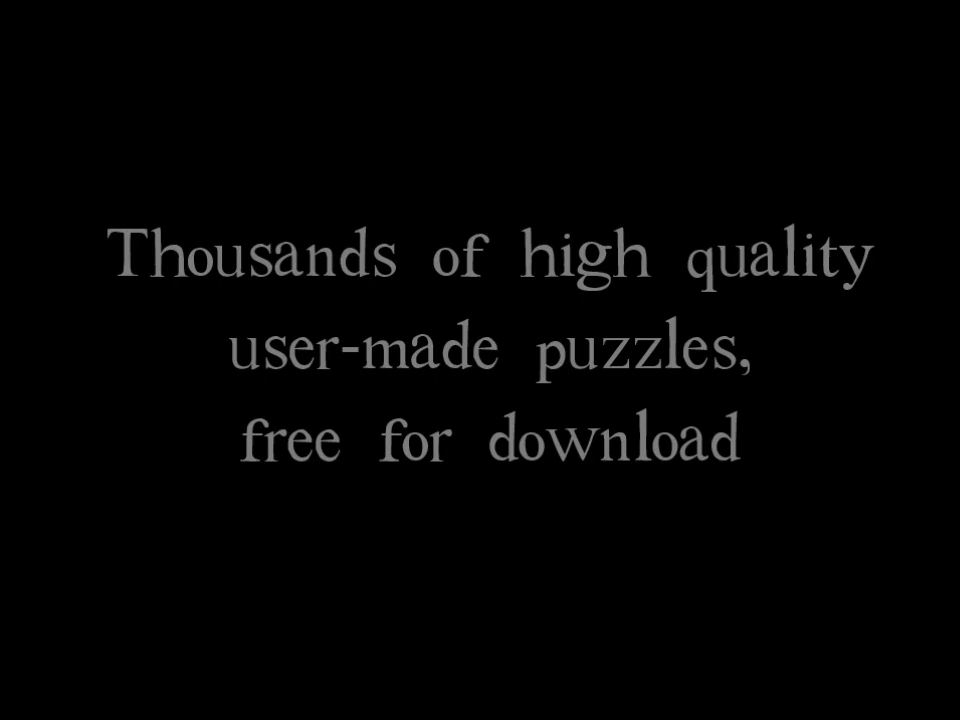 Thousands of high quality
user-made puzzles,
free for download